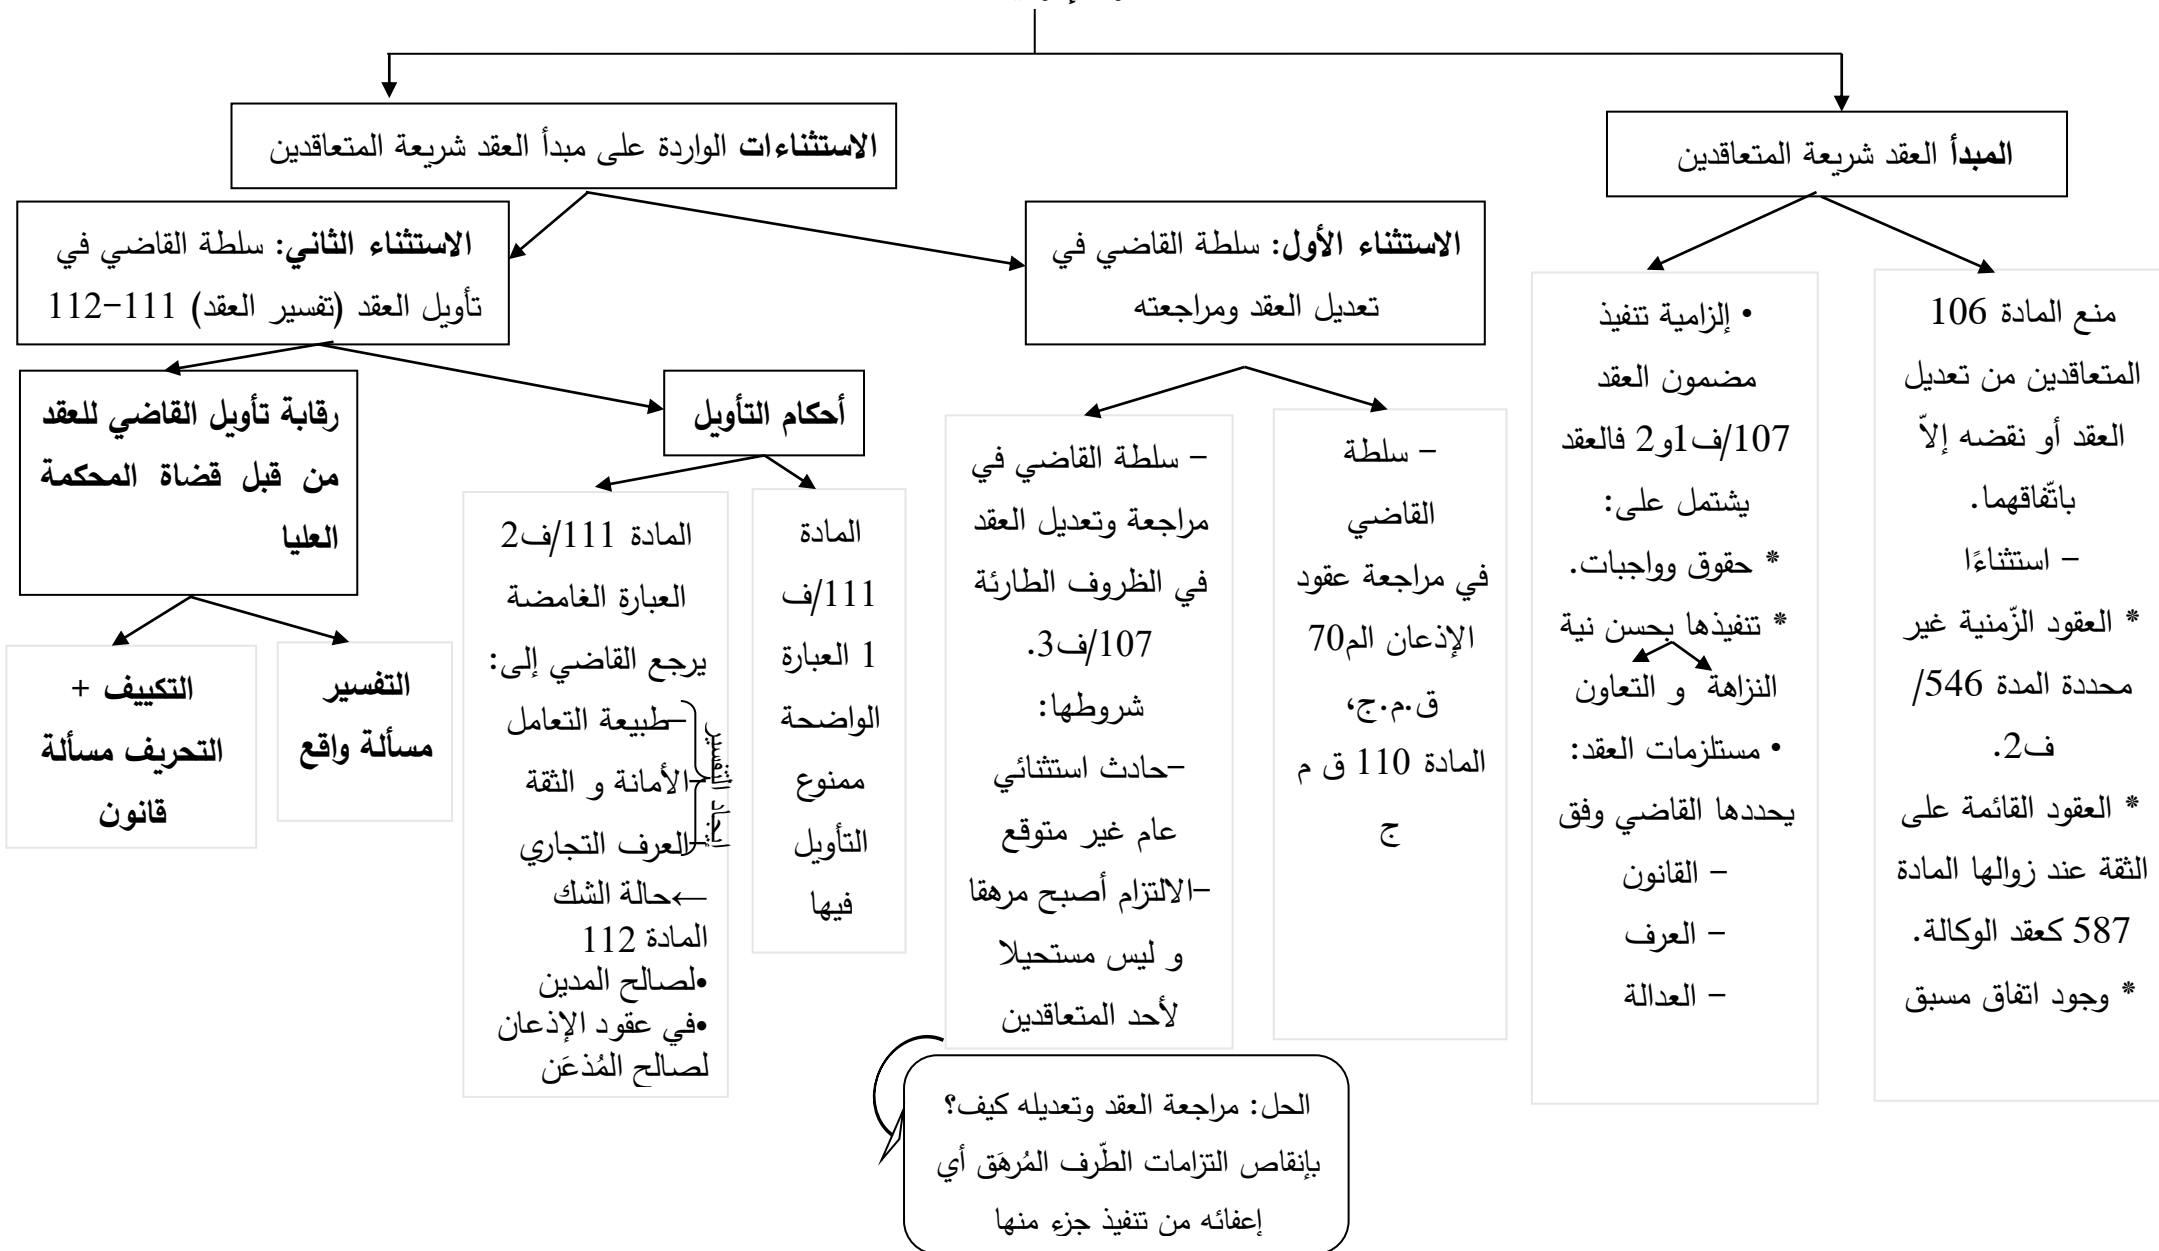 المبدأ العقد شريعة المتعاقدين
الاستثناءات الواردة على مبدأ العقد شريعة المتعاقدين
منع المادة 106
المتعاقدين من تعديل
العقد أو نقضه إلاّ
باتّفاقهما.
– استثناءًا
* العقود الزّمنية غير
محددة المدة 546/
ف2.
* العقود القائمة على
الثقة عند زوالها المادة
587 كعقد الوكالة.
* وجود اتفاق مسبق
• إلزامية تنفيذ
مضمون العقد
107/ف1و2 فالعقد
يشتمل على:
* حقوق وواجبات.
* تنفيذها بحسن نية
النزاهة و التعاون
• مستلزمات العقد:
يحددها القاضي وفق
– القانون
– العرف
– العدالة
الاستثناء الأول: سلطة القاضي في
تعديل العقد ومراجعته
– سلطة
القاضي
في مراجعة عقود
الإذعان الم70
ق.م.ج،
المادة 110 ق م
ج
– سلطة القاضي في
مراجعة وتعديل العقد
في الظروف الطارئة
107/ف3.
شروطها:
–حادث استثنائي
عام غير متوقع
–الالتزام أصبح مرهقا
و ليس مستحيلا
لأحد المتعاقدين
الحل: مراجعة العقد وتعديله كيف؟
بإنقاص التزامات الطّرف المُرهَق أي
إعفائه من تنفيذ جزء منها
الاستثناء الثاني: سلطة القاضي في
تأويل العقد (تفسير العقد) 111–112
أحكام التأويل
المادة
111/ف
1 العبارة
الواضحة
ممنوع
التأويل
فيها
المادة 111/ف2
العبارة الغامضة
يرجع القاضي إلى:
–طبيعة التعامل
–الأمانة و الثقة
–العرف التجاري
←حالة الشك
المادة 112
•لصالح المدين
•في عقود الإذعان
لصالح المُذعَن
رقابة تأويل القاضي للعقد
من قبل قضاة المحكمة
العليا
التفسير
مسألة واقع
التكييف +
التحريف مسألة
قانون